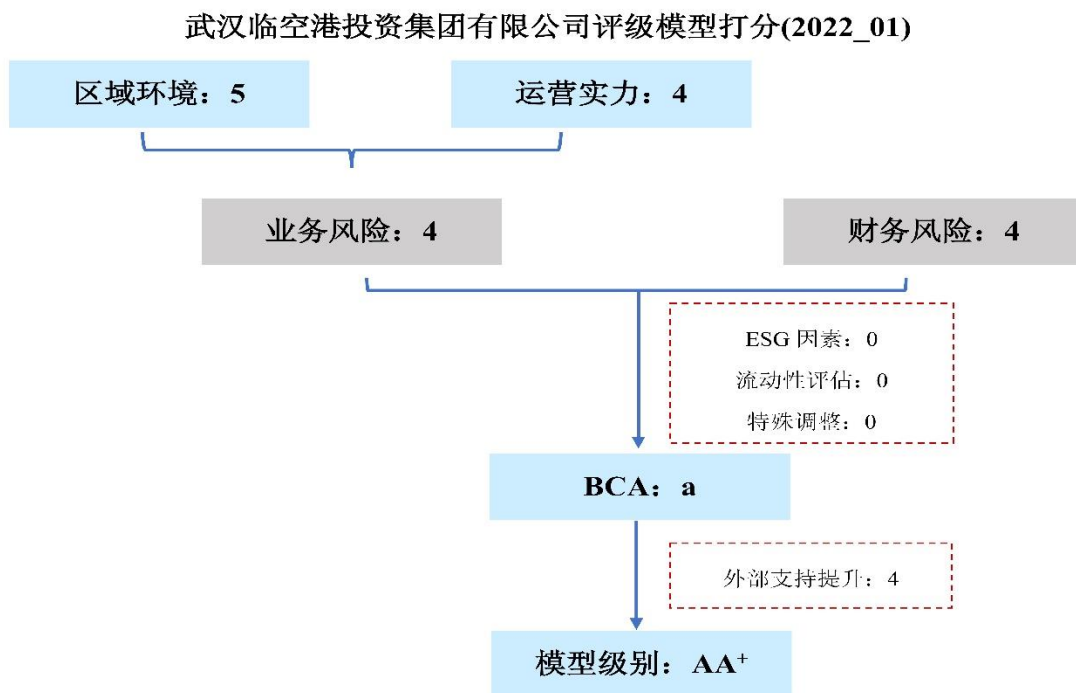 武汉临空港投资集团有限公司评级模型打分(2022_01)
区域环境：5
运营实力：4
业务风险：4
财务风险：4
ESG 因素：0
流动性评估：0
特殊调整：0
BCA：a
外部支持提升：4
模型级别：AA⁺